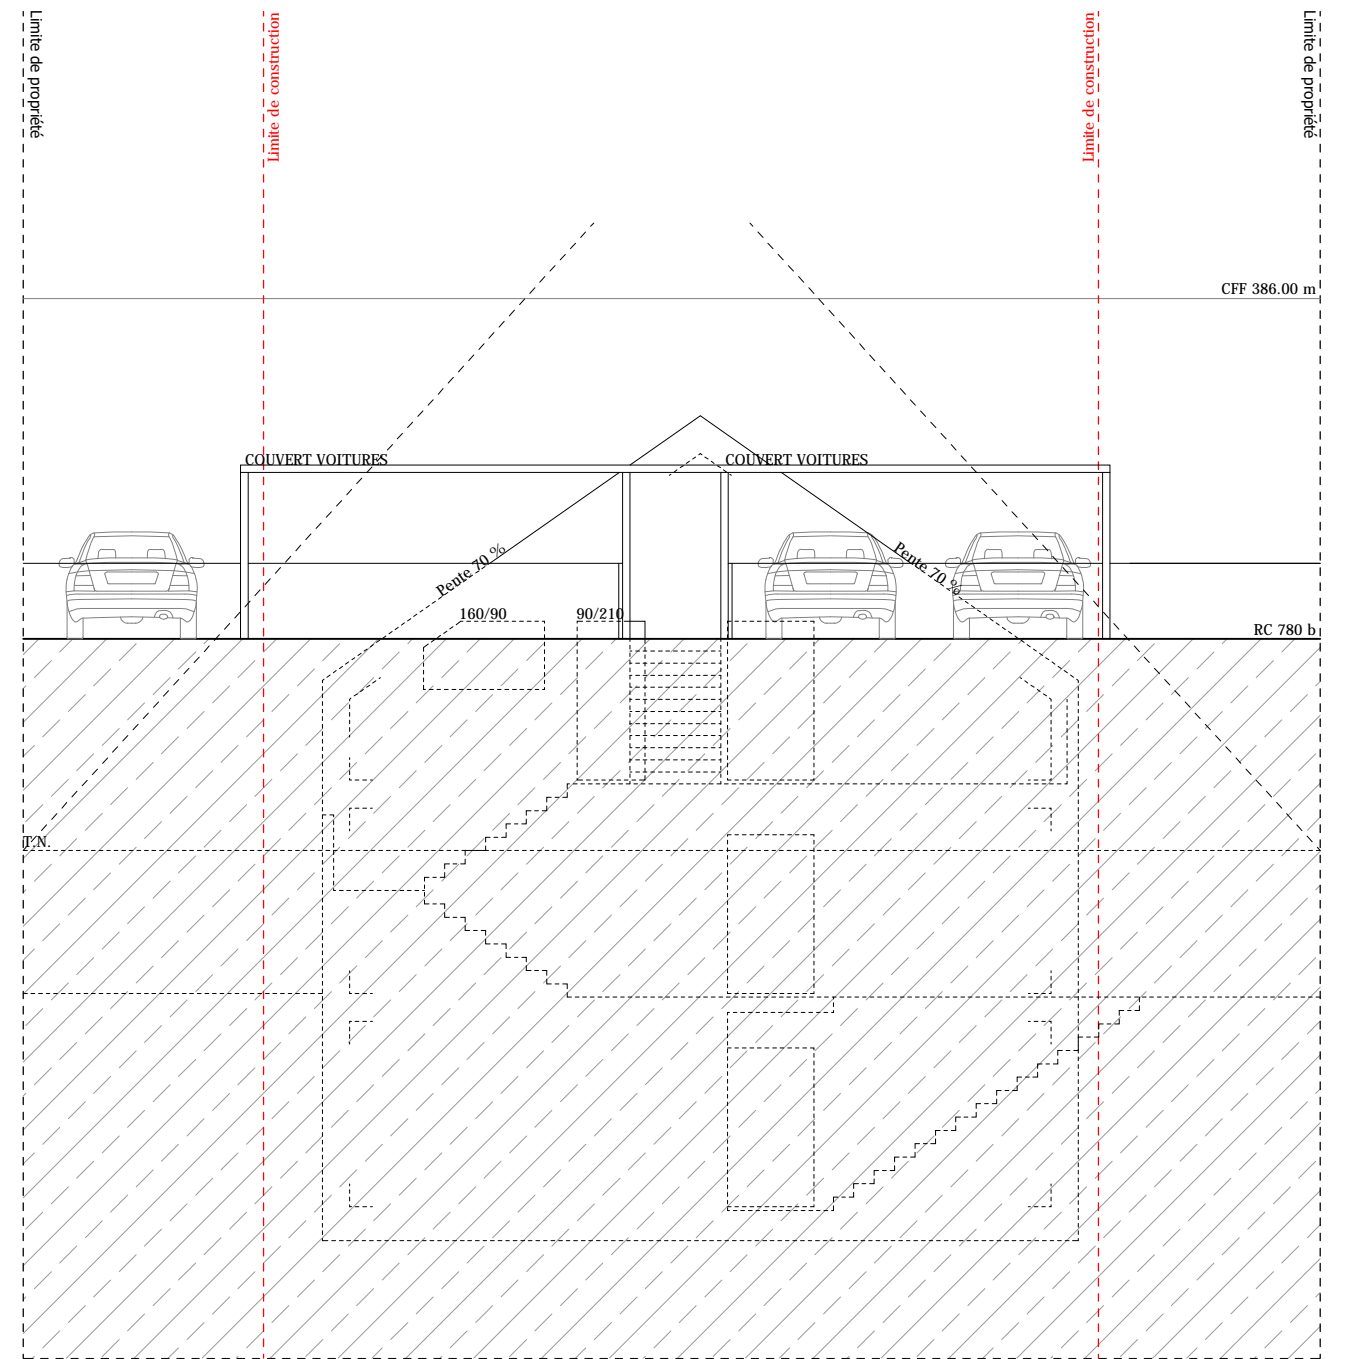 Limite de propriété
Limite de construction
Limite de construction
Limite de propriété
CFF 386.00 m
COUVERT VOITURES
COUVERT VOITURES
Pente 70 %
Pente 70 %
160/90
90/210
RC 780 b
T.N.